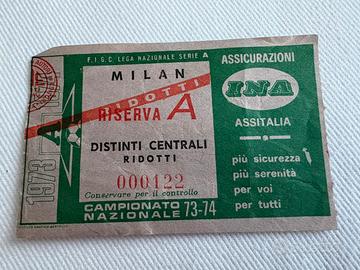 F.I.G.C. LEGA NAZIONALE SERIE A
MILAN
RIDOTTI
RISERVA A
DISTINTI CENTRALI
RIDOTTI
000122
Conservare per il controllo
CAMPIONATO
NAZIONALE 73-74
1973
ASSICURAZIONI
INA
ASSITALIA
più sicurezza
più serenità
per voi
per tutti